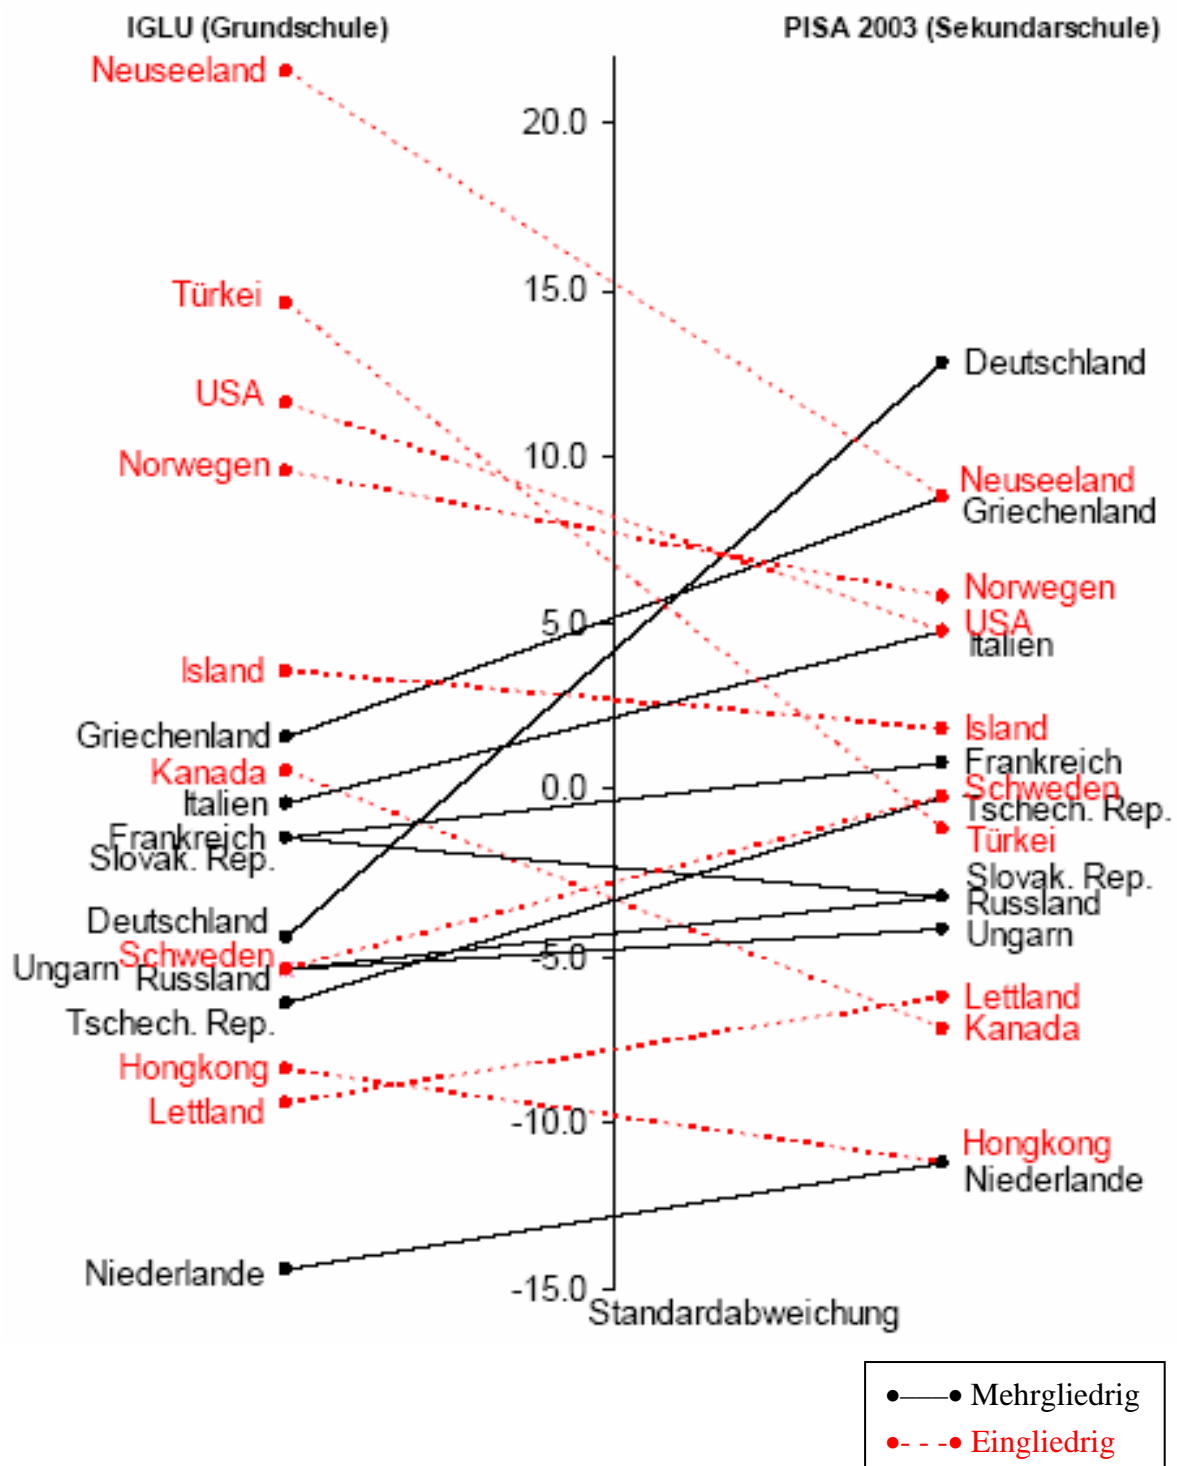 IGLU (Grundschule)
PISA 2003 (Sekundarschule)
Neuseeland
Türkei
USA
Norwegen
Island
Griechenland
Kanada
Italien
Frankreich
Slovak. Rep.
Deutschland
Schweden
Ungarn
Russland
Tschech. Rep.
Hongkong
Lettland
Niederlande
20.0
15.0
10.0
5.0
0.0
-5.0
-10.0
-15.0
Standardabweichung
Deutschland
Neuseeland
Griechenland
Norwegen
USA
Italien
Island
Frankreich
Schweden
Tschech. Rep.
Türkei
Slovak. Rep.
Russland
Ungarn
Lettland
Kanada
Hongkong
Niederlande
Mehrgliedrig
Eingliedrig